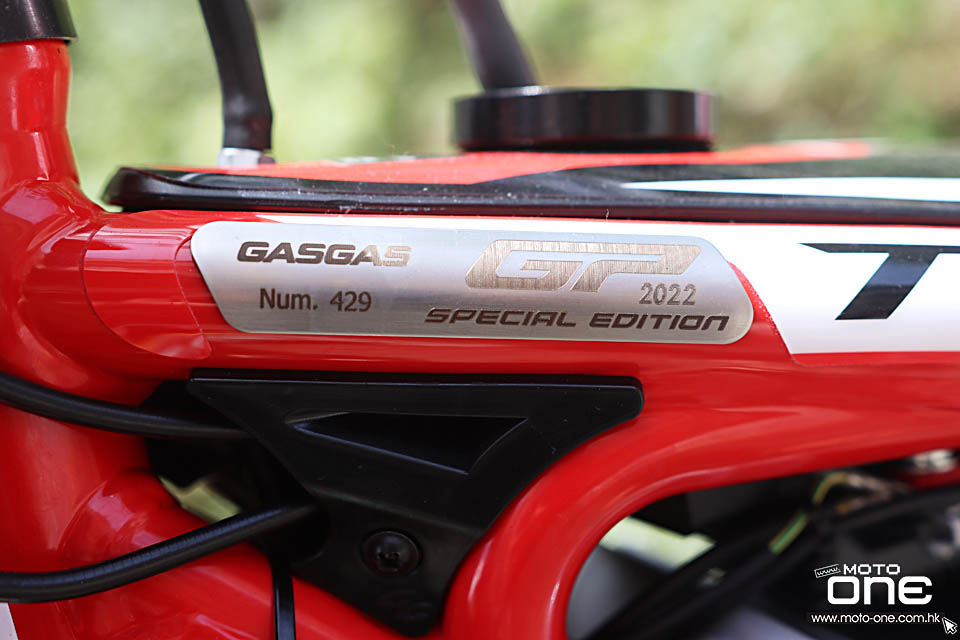 GASGAS GP
Num. 429 2022
SPECIAL EDITION
T
www. MOTO
ONE
www.moto-one.com.hk